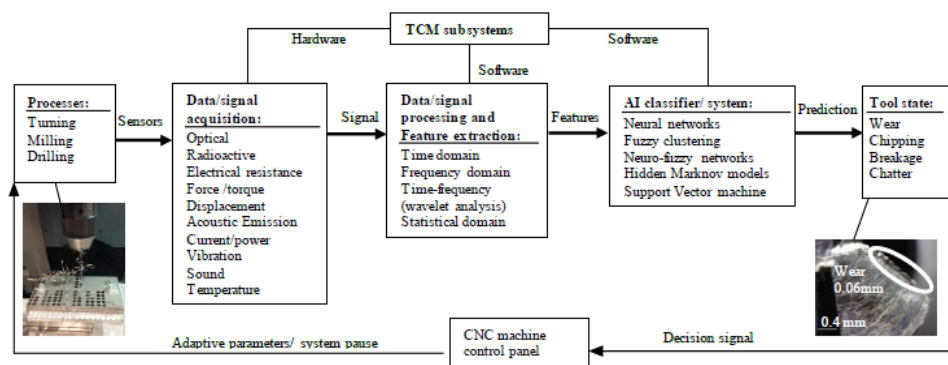 TCM subsystems
Hardware
Software
Software
Processes:
Turning
Milling
Drilling
Sensors
Data/signal
acquisition:
Optical
Radioactive
Electrical resistance
Force /torque
Displacement
Acoustic Emission
Current/power
Vibration
Sound
Temperature
Signal
Data/signal
processing and
Feature extraction:
Time domain
Frequency domain
Time-frequency
(wavelet analysis)
Statistical domain
Features
AI classifier/ system:
Neural networks
Fuzzy clustering
Neuro-fuzzy networks
Hidden Marknov models
Support Vector machine
Prediction
Tool state:
Wear
Chipping
Breakage
Chatter
Wear
0.06mm
0.4 mm
Adaptive parameters/ system pause
CNC machine
control panel
Decision signal